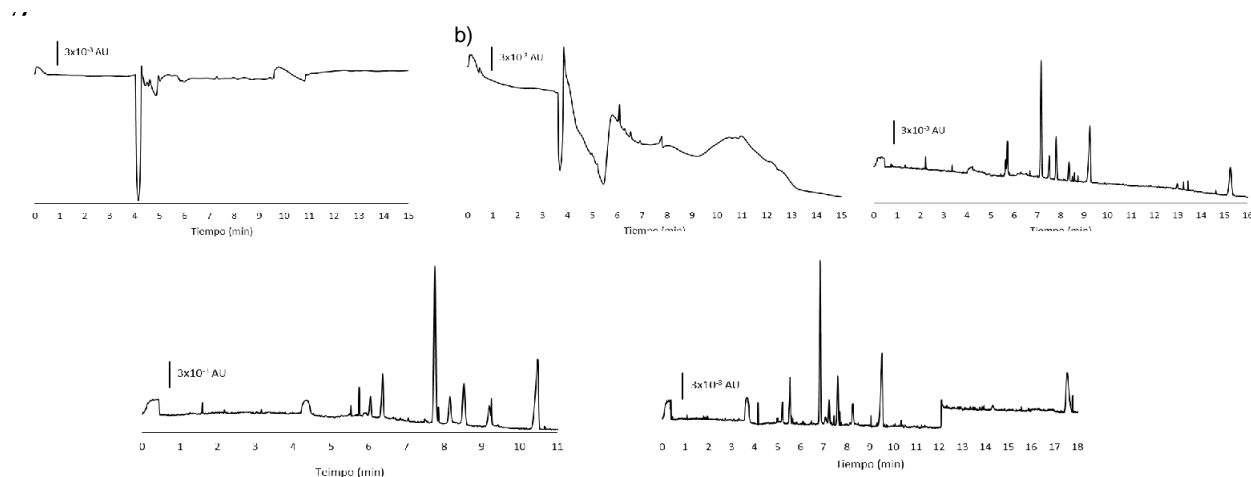 3x10⁻³ AU
0 1 2 3 4 5 6 7 8 9 10 11 12 13 14 15
Tiempo (min)
b)
3x10⁻³ AU
0 1 2 3 4 5 6 7 8 9 10 11 12 13 14 15
Tiempo (min)
3x10⁻³ AU
0 1 2 3 4 5 6 7 8 9 10 11 12 13 14 15 16
Tiempo (min)
3x10⁻³ AU
0 1 2 3 4 5 6 7 8 9 10 11
Teimpo (min)
3x10⁻³ AU
0 1 2 3 4 5 6 7 8 9 10 11 12 13 14 15 16 17 18
Tiempo (min)